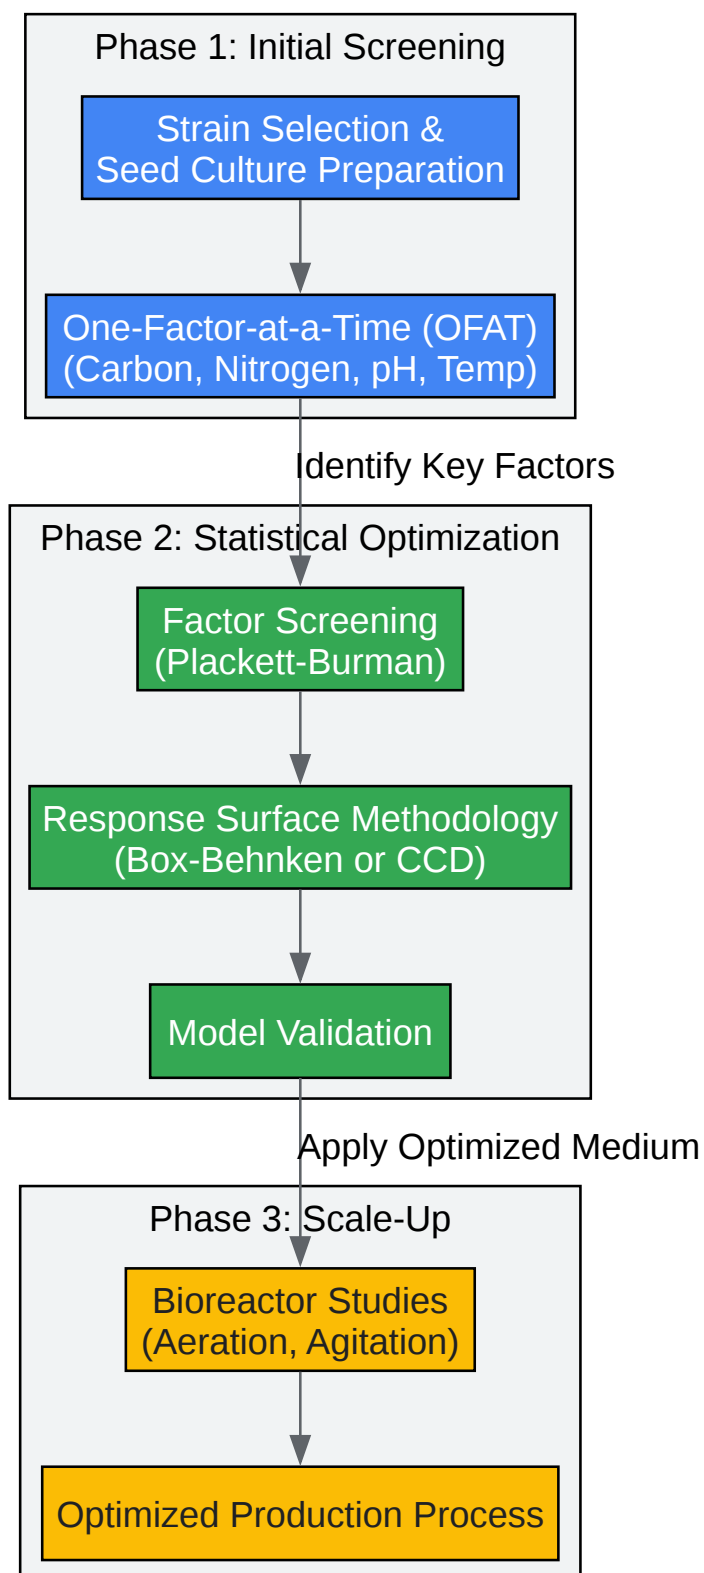 Phase 1: Initial Screening
Strain Selection &
Seed Culture Preparation
One-Factor-at-a-Time (OFAT)
(Carbon, Nitrogen, pH, Temp)
Identify Key Factors
Phase 2: Statistical Optimization
Factor Screening
(Plackett-Burman)
Response Surface Methodology
(Box-Behnken or CCD)
Model Validation
Apply Optimized Medium
Phase 3: Scale-Up
Bioreactor Studies
(Aeration, Agitation)
Optimized Production Process